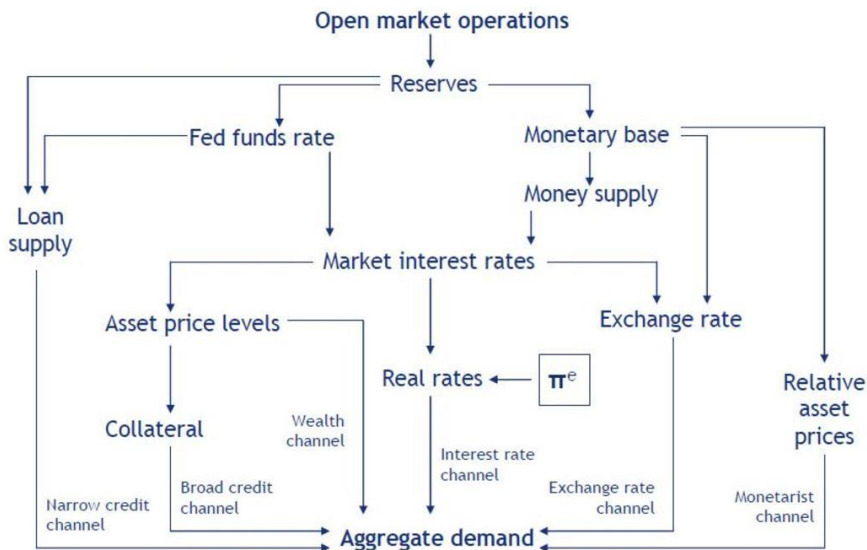 Open market operations
Reserves
Fed funds rate
Monetary base
Loan
supply
Money supply
Market interest rates
Asset price levels
Exchange rate
Real rates
πe
Relative
asset
prices
Collateral
Wealth
channel
Interest rate
channel
Narrow credit
channel
Broad credit
channel
Exchange rate
channel
Monetarist
channel
Aggregate demand